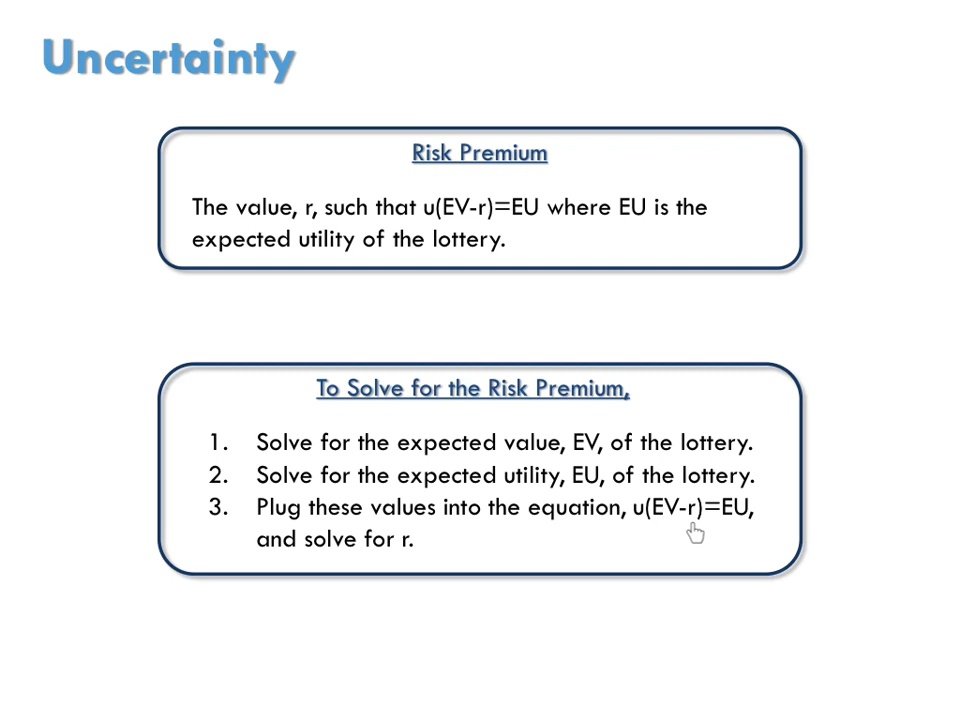 Uncertainty
Risk Premium
The value, r, such that u(EV-r)=EU where EU is the
expected utility of the lottery.
To Solve for the Risk Premium,
1. Solve for the expected value, EV, of the lottery.
2. Solve for the expected utility, EU, of the lottery.
3. Plug these values into the equation, u(EV-r)=EU,
and solve for r.